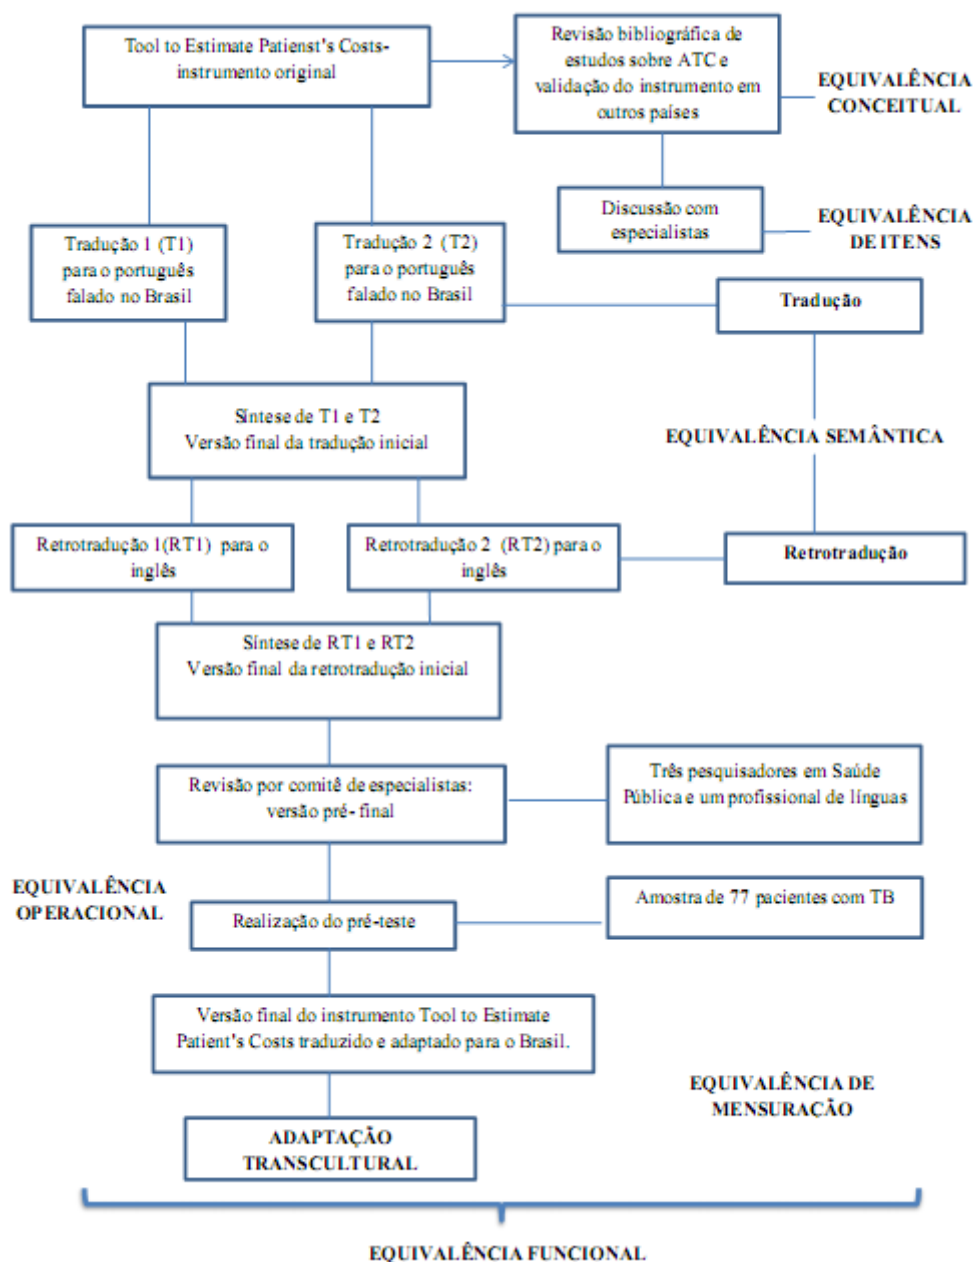 Tool to Estimate Patienst's Costs-
instrumento original
Revisão bibliográfica de
estudos sobre ATC e
validação do instrumento em
outros países
EQUIVALÊNCIA
CONCEITUAL
Discussão com
especialistas
EQUIVALÊNCIA
DE ITENS
Tradução 1 (T1)
para o português
falado no Brasil
Tradução 2 (T2)
para o português
falado no Brasil
Tradução
Síntese de T1 e T2
Versão final da tradução inicial
EQUIVALÊNCIA SEMÂNTICA
Retrotradução 1(RT1) para o
inglês
Retrotradução 2 (RT2) para o
inglês
Retrotradução
Síntese de RT1 e RT2
Versão final da retrotradução inicial
Revisão por comitê de especialistas:
versão pré- final
Três pesquisadores em Saúde
Pública e um profissional de línguas
EQUIVALÊNCIA
OPERACIONAL
Realização do pré-teste
Amostra de 77 pacientes com TB
Versão final do instrumento Tool to Estimate
Patient's Costs traduzido e adaptado para o Brasil.
EQUIVALÊNCIA DE
MENSURAÇÃO
ADAPTAÇÃO
TRANSCULTURAL
EQUIVALÊNCIA FUNCIONAL